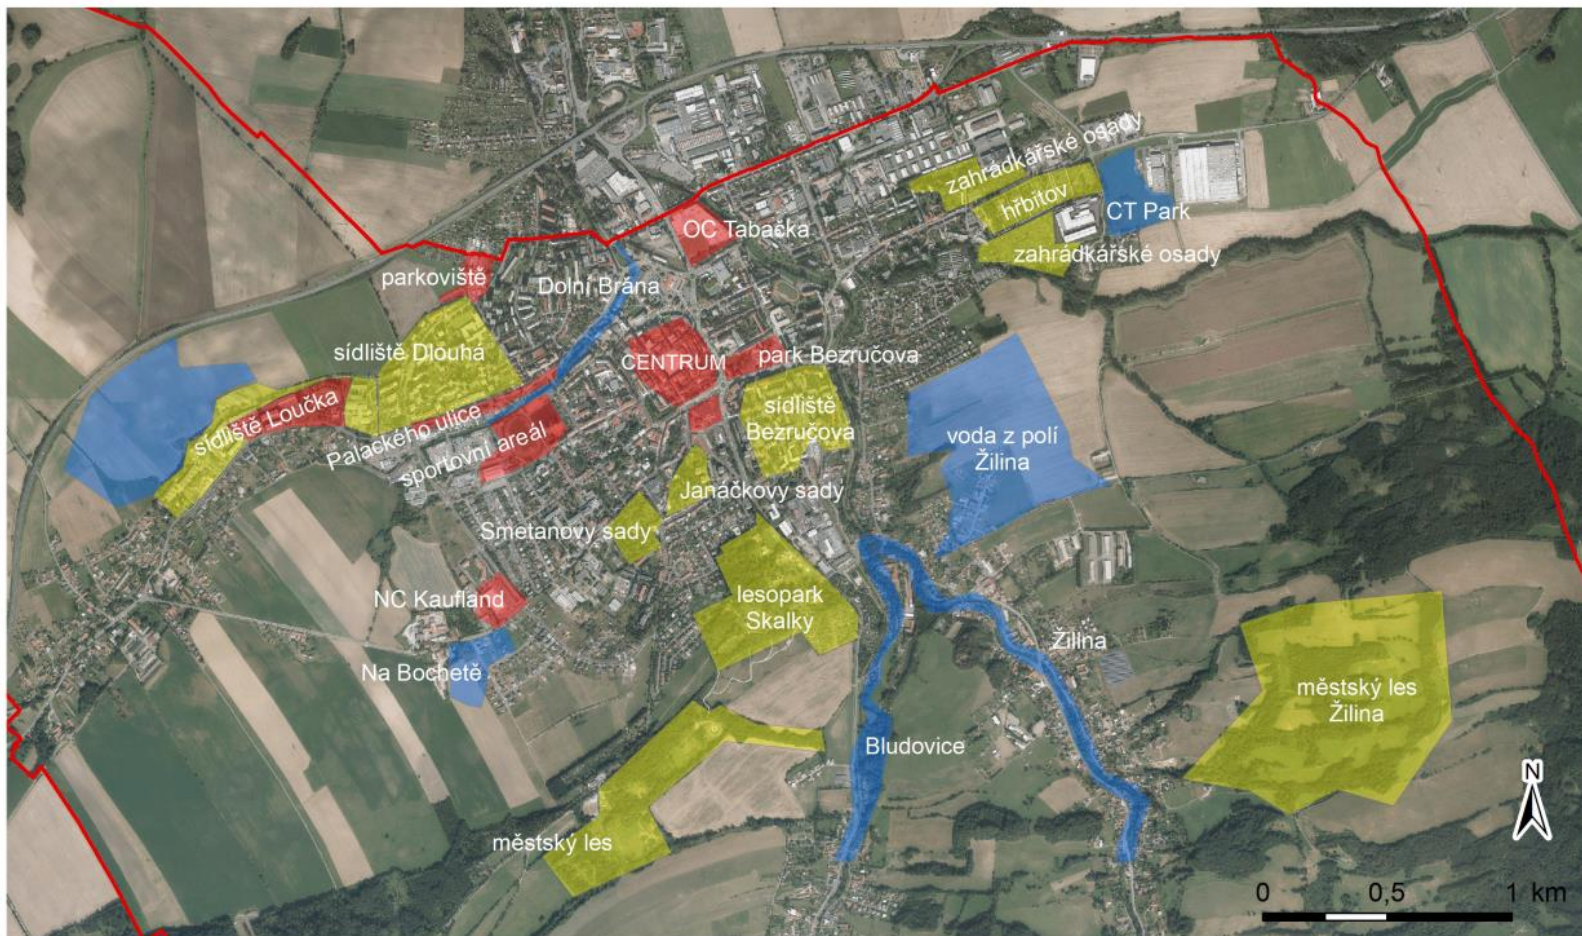 zahrádkářské osady
hřbitov
CT Park
OC Tabačka
zahrádkářské osady
parkoviště
Dolní Brána
sídliště Dlouhá
CENTRUM
park Bezručova
sídliště Loučka
Palackého ulice
sportovní areál
sídliště
Bezručova
voda z polí
Žilina
Janáčkovy sady
Smetanovy sady
NC Kaufland
lesopark
Skalky
Žilina
Na Bochetě
městský les
Žilina
Bludovice
městský les
N
0 0,5 1 km